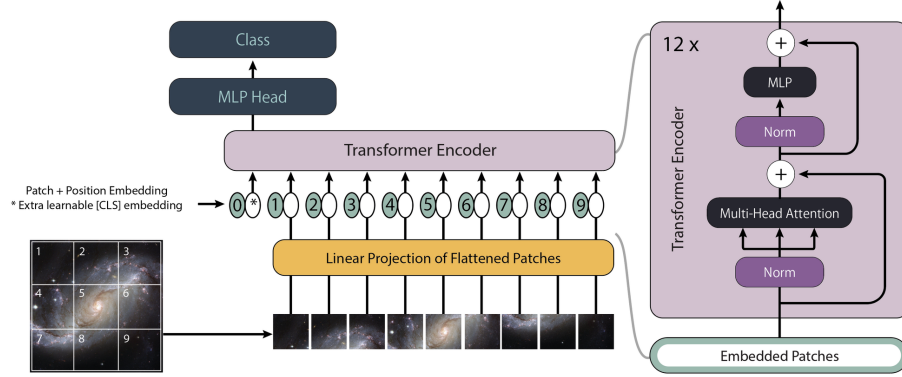 Class
MLP Head
Transformer Encoder
Patch + Position Embedding
* Extra learnable [CLS] embedding
0 * 1 2 3 4 5 6 7 8 9
Linear Projection of Flattened Patches
1 2 3
4 5 6
7 8 9
12 x
Transformer Encoder
+
MLP
Norm
+
Multi-Head Attention
Norm
Embedded Patches